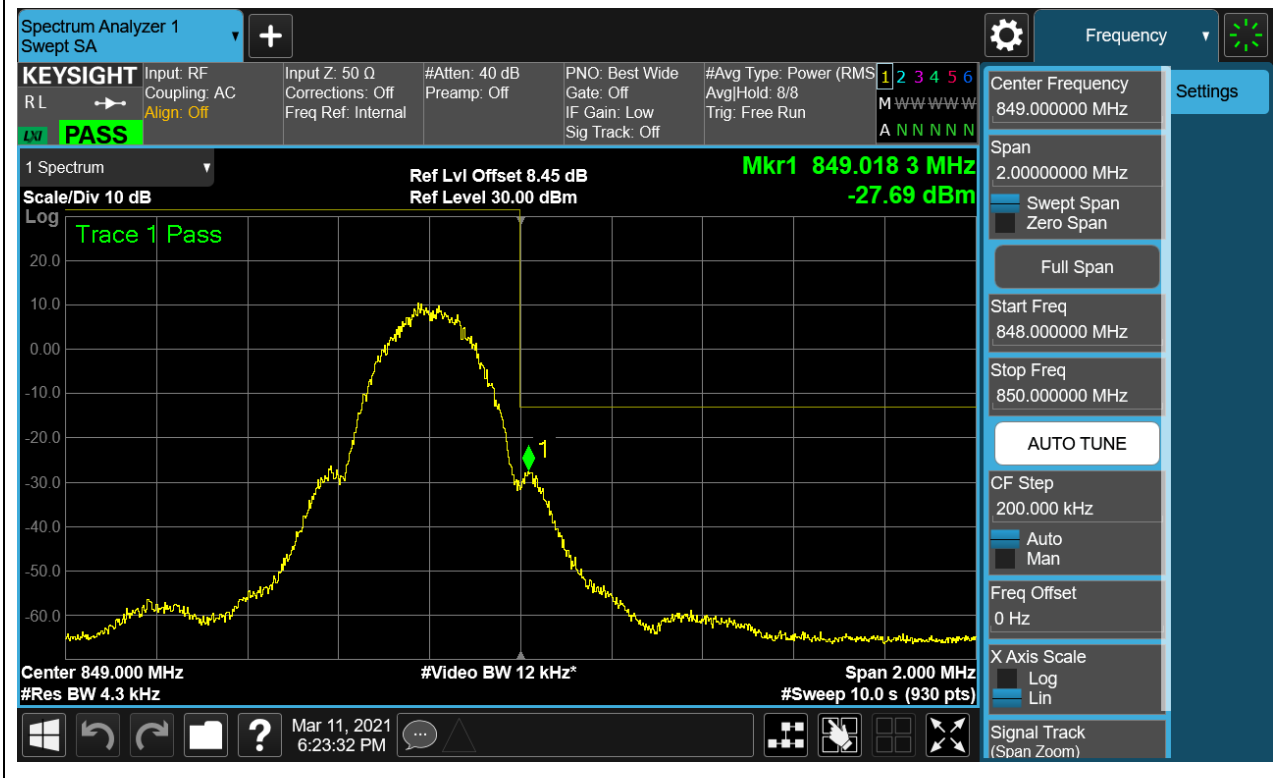 Spectrum Analyzer 1
Swept SA
Frequency
KEYSIGHT
RL
LXI
PASS
Input: RF
Coupling: AC
Align: Off
Input Z: 50 Ω
Corrections: Off
Freq Ref: Internal
#Atten: 40 dB
Preamp: Off
PNO: Best Wide
Gate: Off
IF Gain: Low
Sig Track: Off
#Avg Type: Power (RMS
Avg|Hold: 8/8
Trig: Free Run
1 2 3 4 5 6
M W W W W W
A N N N N N
1 Spectrum
Scale/Div 10 dB
Ref Lvl Offset 8.45 dB
Ref Level 30.00 dBm
Mkr1 849.018 3 MHz
-27.69 dBm
Log
Trace 1 Pass
20.0
10.0
0.00
-10.0
-20.0
-30.0
-40.0
-50.0
-60.0
1
Center 849.000 MHz
#Video BW 12 kHz*
Span 2.000 MHz
#Res BW 4.3 kHz
#Sweep 10.0 s (930 pts)
Center Frequency
849.000000 MHz
Settings
Span
2.00000000 MHz
Swept Span
Zero Span
Full Span
Start Freq
848.000000 MHz
Stop Freq
850.000000 MHz
AUTO TUNE
CF Step
200.000 kHz
Auto
Man
Freq Offset
0 Hz
X Axis Scale
Log
Lin
Signal Track
(Span Zoom)
?
Mar 11, 2021
6:23:32 PM